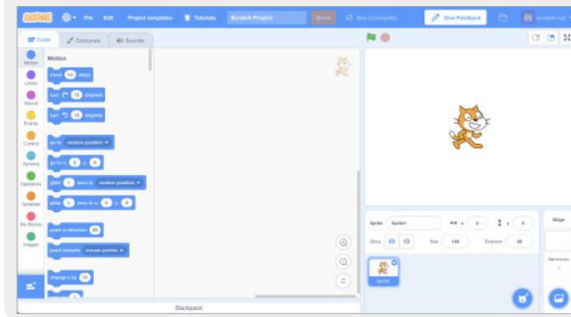 SCRATCH File Edit Project templates Tutorials Scratch Project Share Give Feedback
Code Costumes Sounds
Motion
Motion
move 10 steps
Looks
turn 15 degrees
Sound
turn 15 degrees
Events
Control
go to random position
Sensing
go to x: 0 y: 0
Operators
glide 1 secs to random position
Variables
glide 1 secs to x: 0 y: 0
My Blocks
Images
point in direction 90
point towards mouse-pointer
change x by 10
Sprite Sprite1 x 0 y 0
Show Size 100 Direction 90
Sprite1
Stage
Backdrops
Backpack